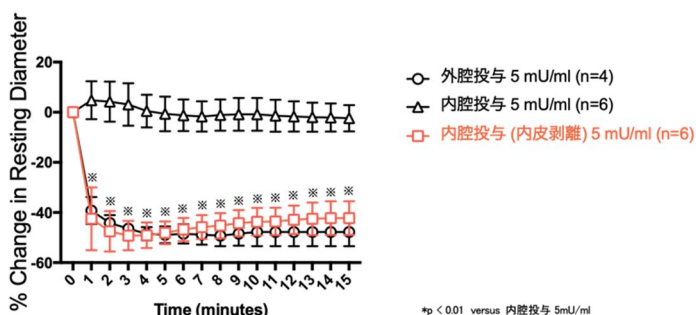 % Change in Resting Diameter
20
0
-20
-40
-60
0 1 2 3 4 5 6 7 8 9 10 11 12 13 14 15
Time (minutes)
※ ※ ※ ※ ※ ※ ※ ※ ※ ※ ※ ※ ※ ※ ※
外腔投与 5 mU/ml (n=4)
内腔投与 5 mU/ml (n=6)
内腔投与 (内皮剥離) 5 mU/ml (n=6)
*p < 0.01 versus 内腔投与 5mU/ml